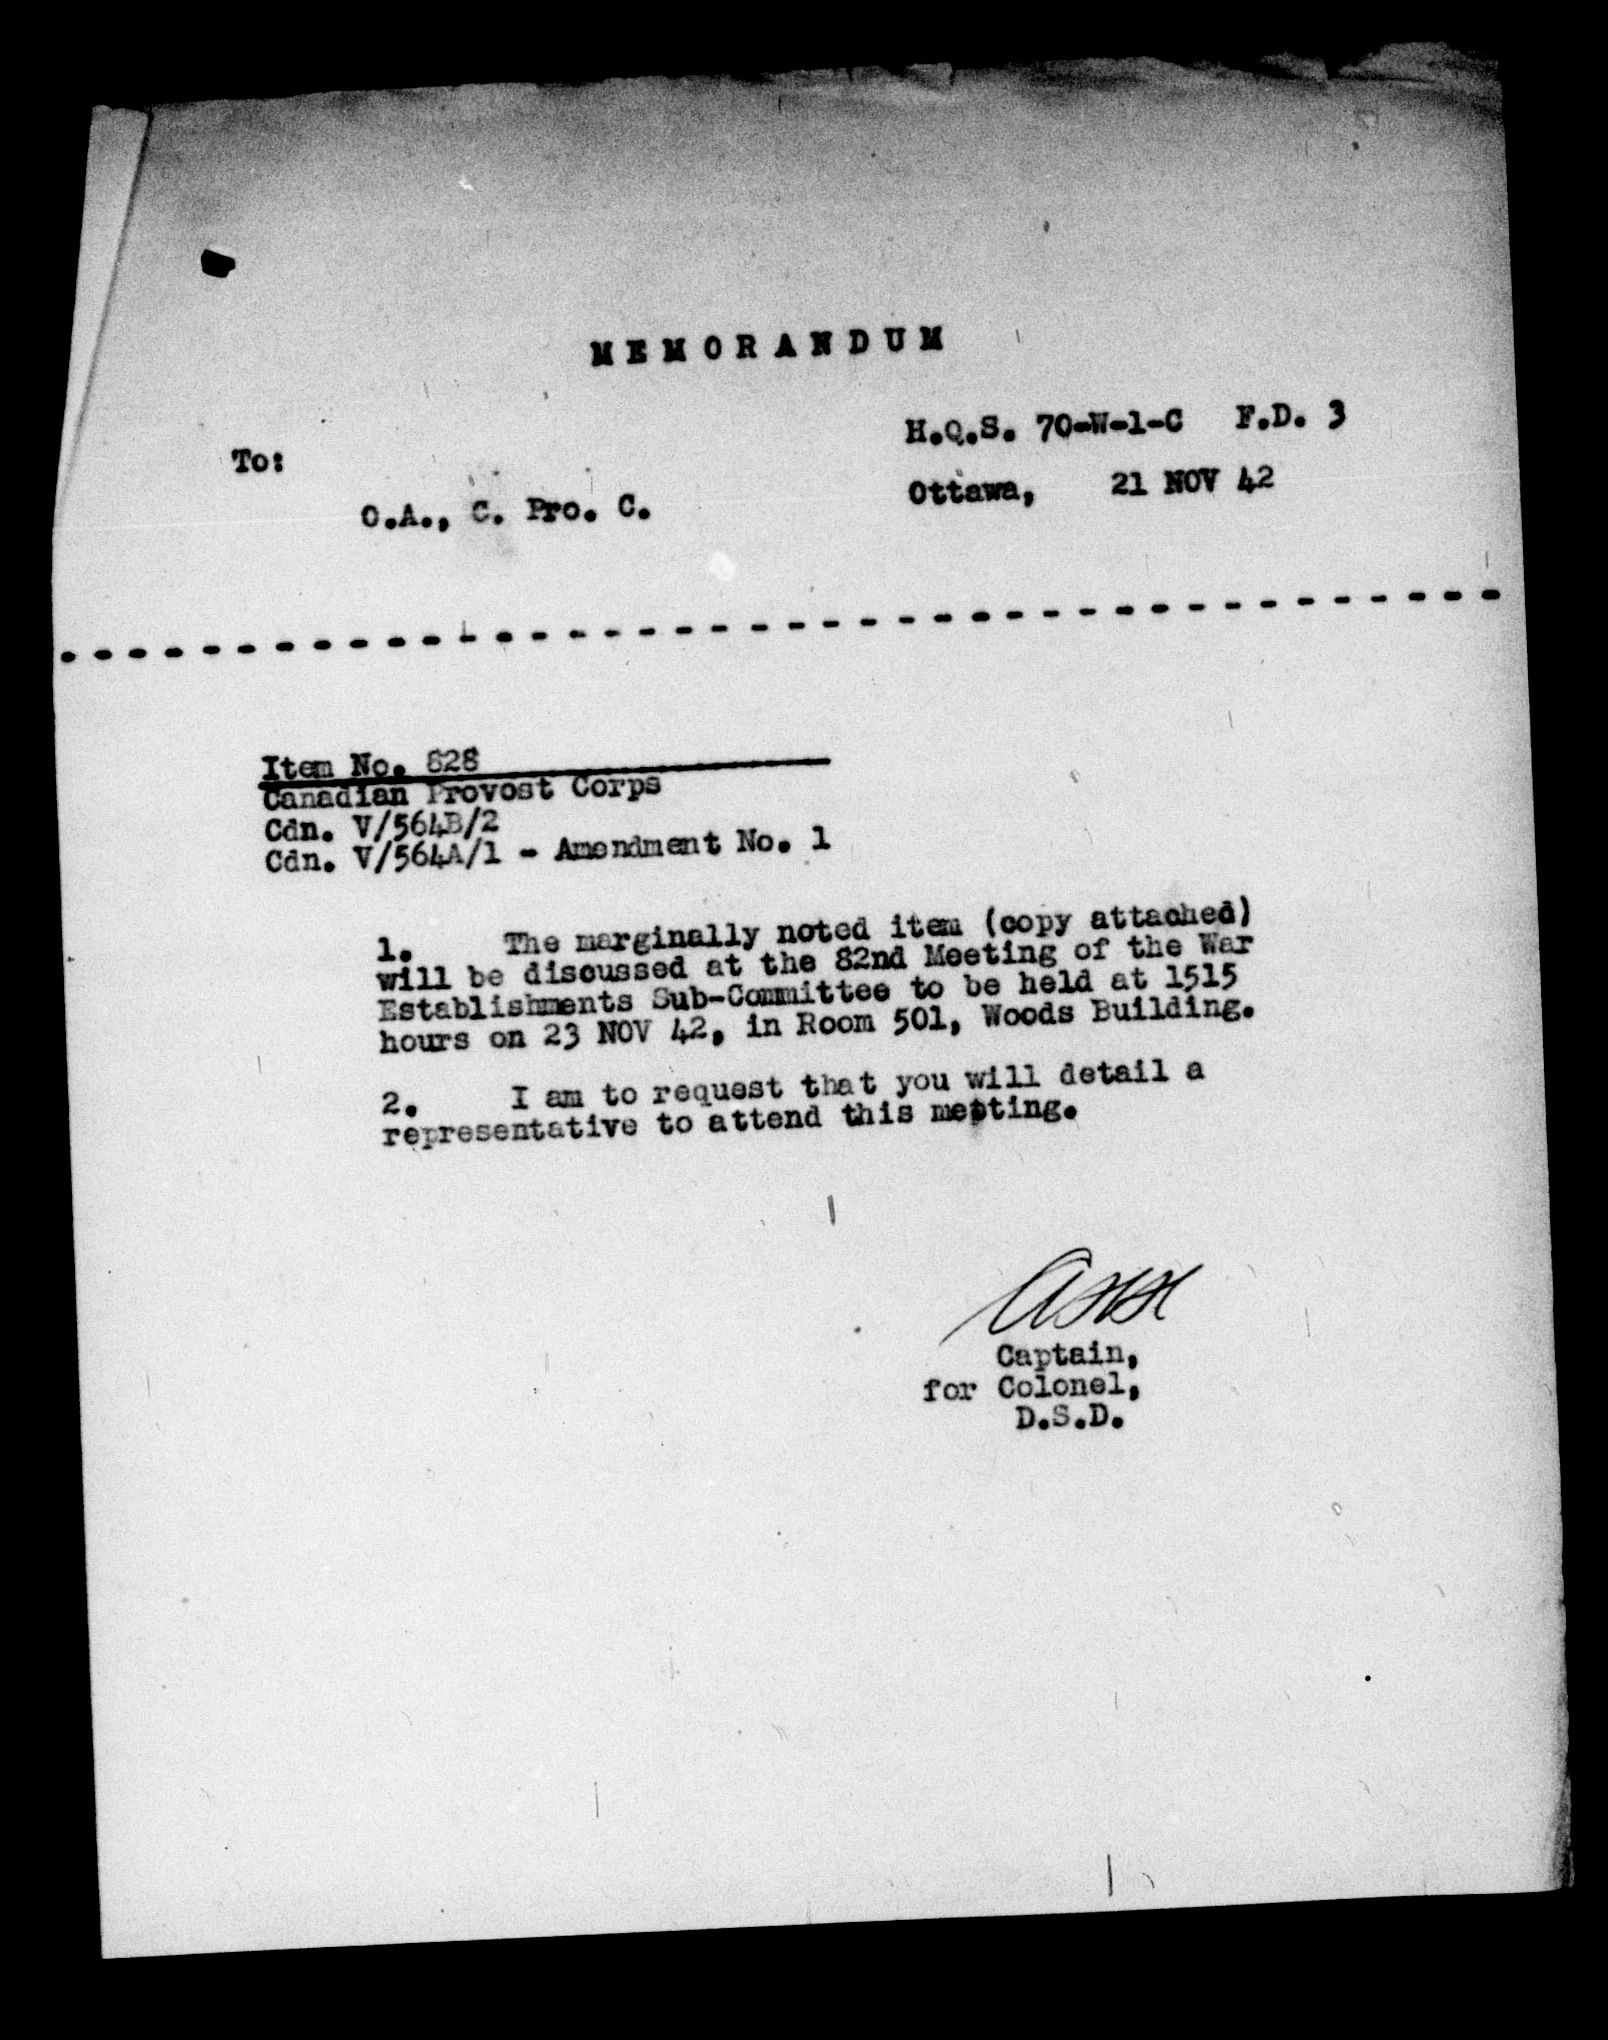 MEMORANDUM
H.Q.S. 70-W-1-C F.D. 3
To:
Ottawa, 21 NOV 42
O.A., C. Pro. C.
Item No. 828
Canadian Provost Corps
Cdn. V/564B/2
Cdn. V/564A/1 - Amendment No. 1
1. The marginally noted item (copy attached)
will be discussed at the 82nd Meeting of the War
Establishments Sub-Committee to be held at 1515
hours on 23 NOV 42, in Room 501, Woods Building.
2. I am to request that you will detail a
representative to attend this meeting.
Captain,
for Colonel,
D.S.D.